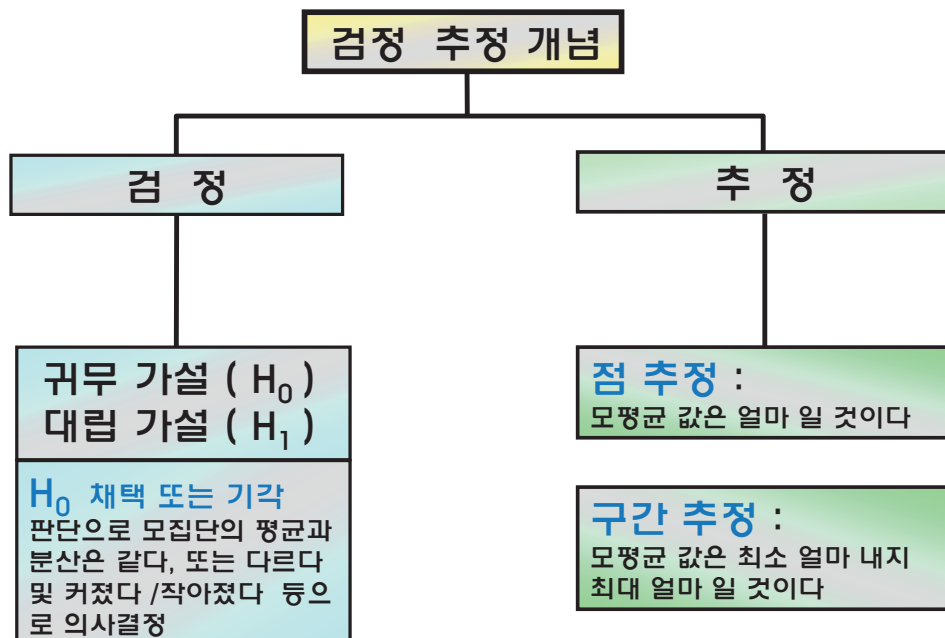 검정 추정 개념
검 정
추 정
귀무 가설 ( H₀ )
대립 가설 ( H₁ )
H₀ 채택 또는 기각
판단으로 모집단의 평균과
분산은 같다, 또는 다르다
및 커졌다 /작아졌다 등으
로 의사결정
점 추정 :
모평균 값은 얼마 일 것이다
구간 추정 :
모평균 값은 최소 얼마 내지
최대 얼마 일 것이다